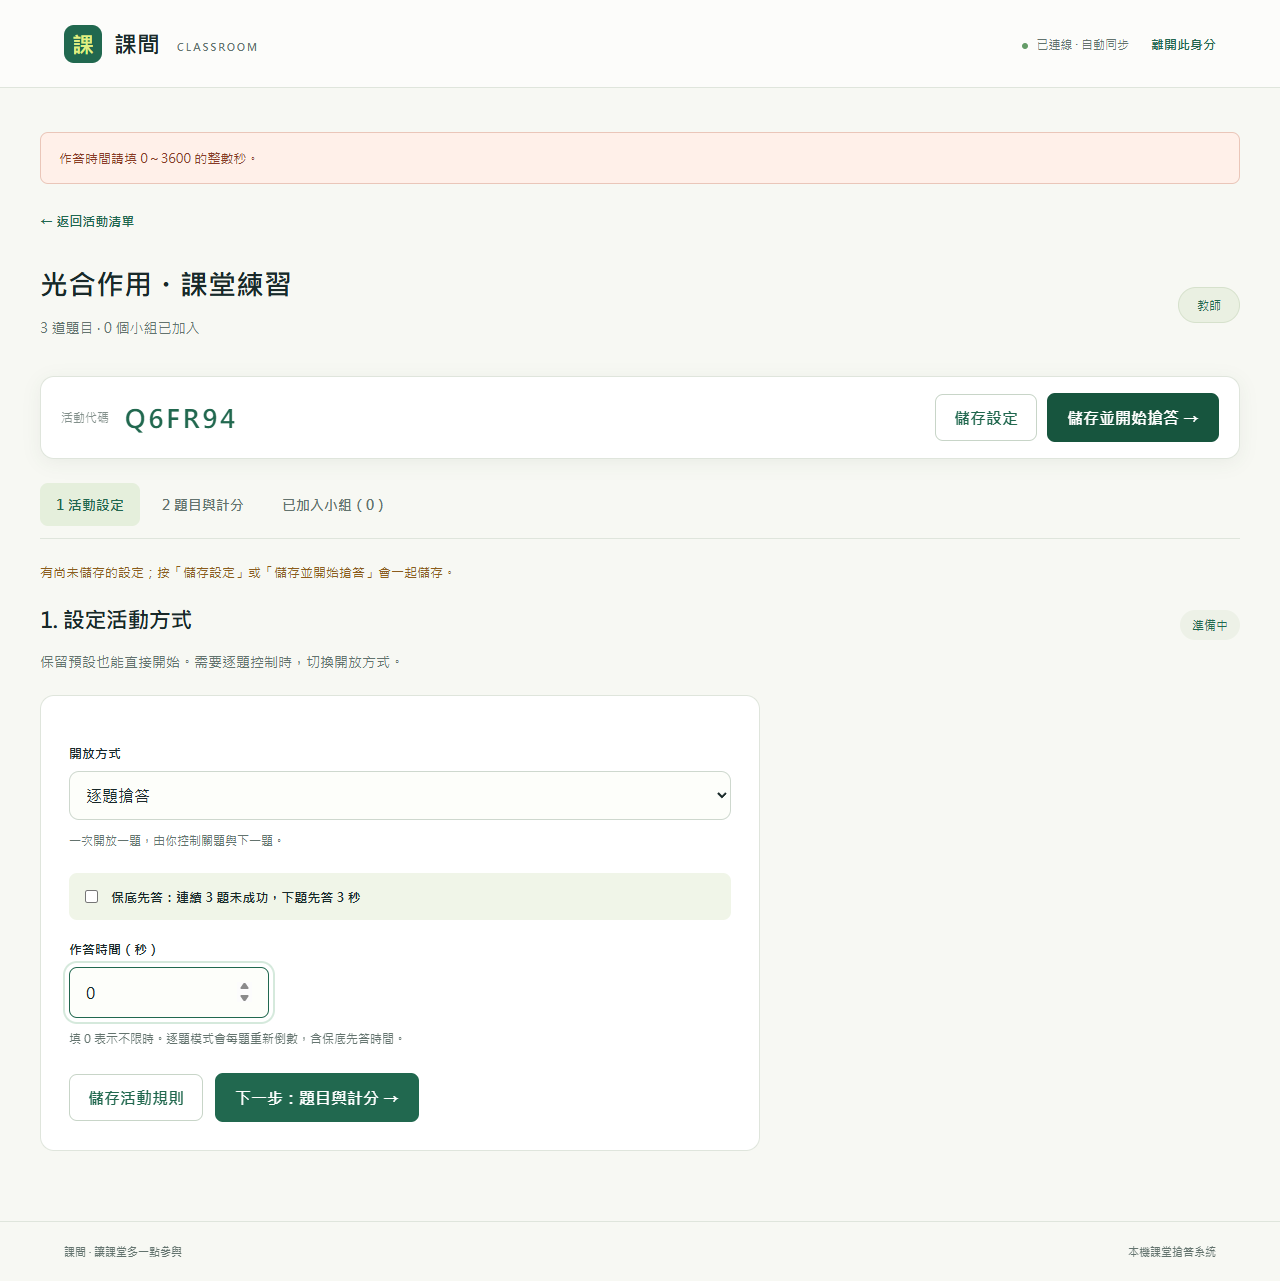 課 課間 CLASSROOM
已連線 · 自動同步 離開此身分
作答時間請填 0～3600 的整數秒。
← 返回活動清單
光合作用・課堂練習
3 道題目 · 0 個小組已加入
教師
活動代碼 Q6FR94
儲存設定 儲存並開始搶答 →
1 活動設定 2 題目與計分 已加入小組（0）
有尚未儲存的設定；按「儲存設定」或「儲存並開始搶答」會一起儲存。
1. 設定活動方式
準備中
保留預設也能直接開始。需要逐題控制時，切換開放方式。
開放方式
逐題搶答
一次開放一題，由你控制關題與下一題。
保底先答：連續 3 題未成功，下題先答 3 秒
作答時間（秒）
0
填 0 表示不限時。逐題模式會每題重新倒數，含保底先答時間。
儲存活動規則 下一步：題目與計分 →
課間 · 讓課堂多一點參與
本機課堂搶答系統